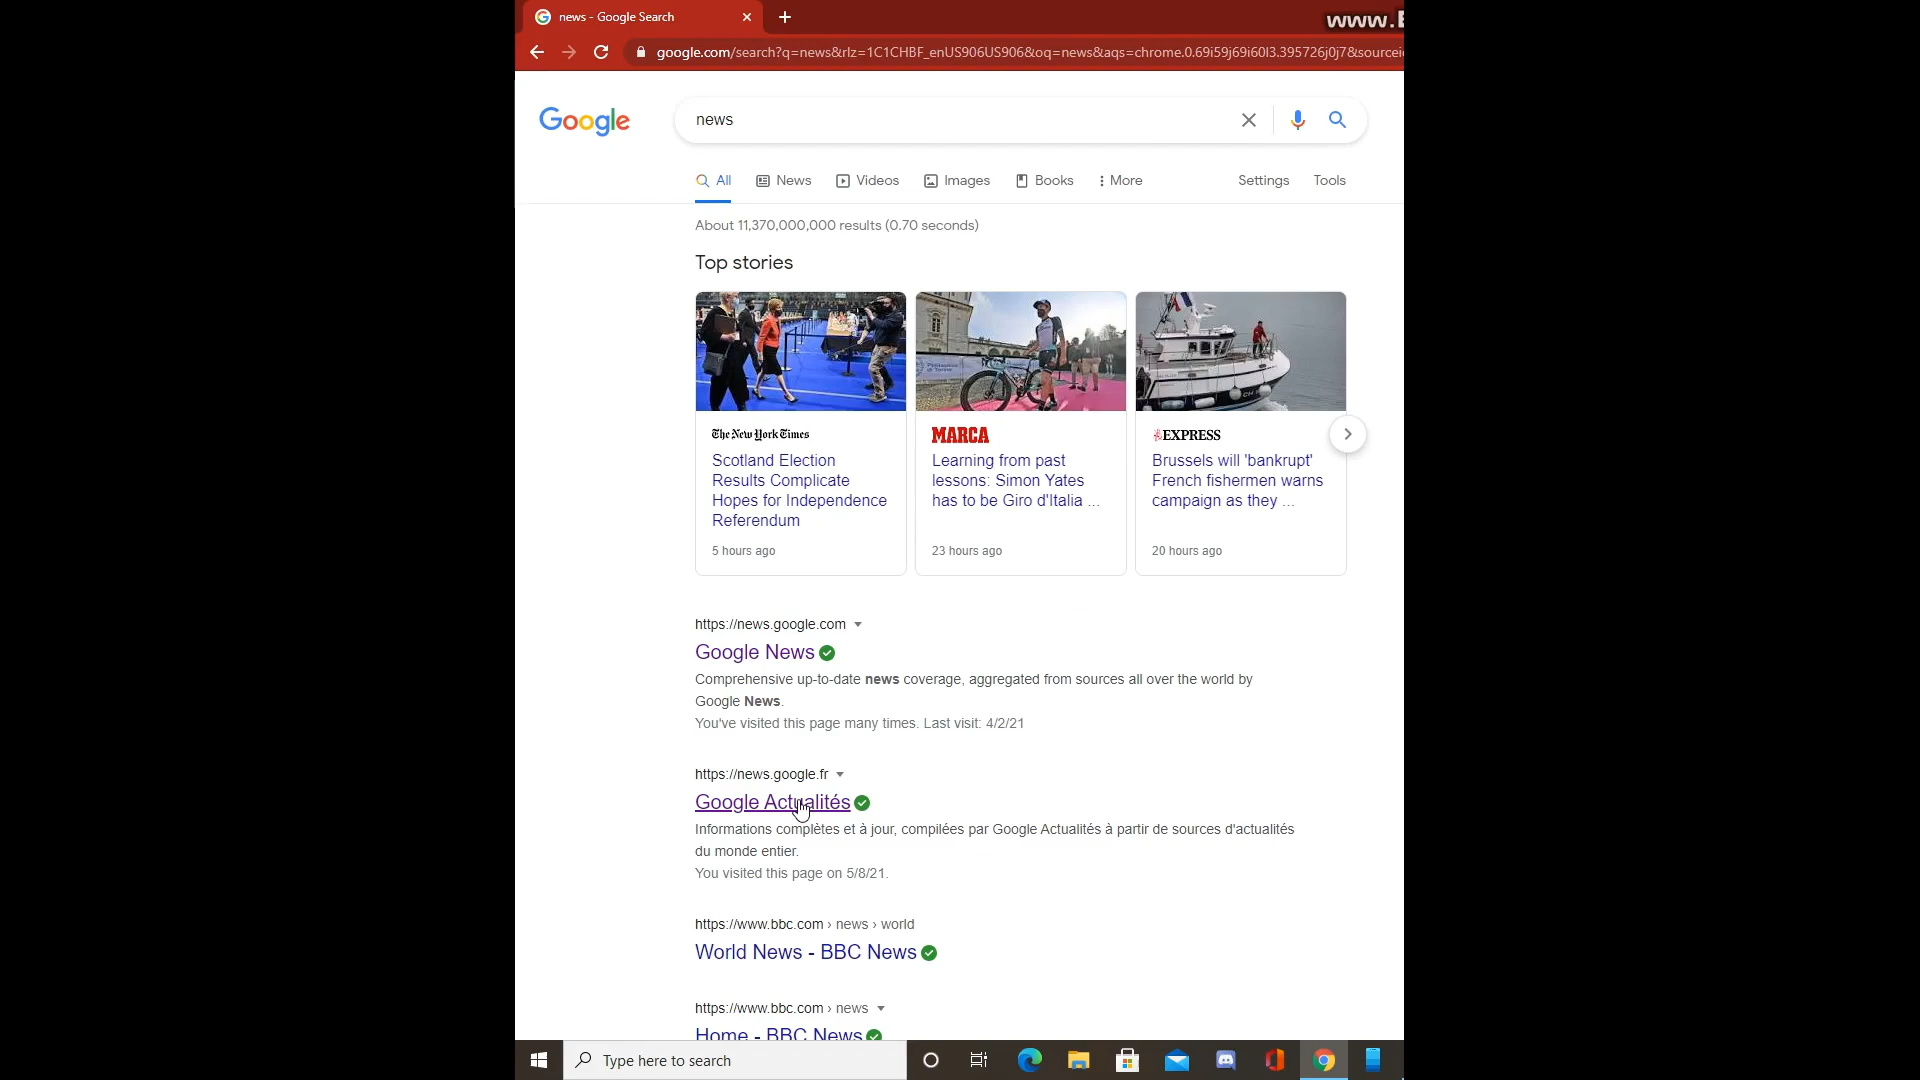 news - Google Search
www.
google.com/search?q=news&rlz=1C1CHBF_enUS906US906&oq=news&aqs=chrome.0.69i59j69i60l3.395726j0j7&sourcei
Google
news
All News Videos Images Books More Settings Tools
About 11,370,000,000 results (0.70 seconds)
Top stories
The New York Times
Scotland Election
Results Complicate
Hopes for Independence
Referendum
5 hours ago
MARCA
Learning from past
lessons: Simon Yates
has to be Giro d'Italia ...
23 hours ago
EXPRESS
Brussels will 'bankrupt'
French fishermen warns
campaign as they ...
20 hours ago
https://news.google.com
Google News
Comprehensive up-to-date news coverage, aggregated from sources all over the world by
Google News.
You've visited this page many times. Last visit: 4/2/21
https://news.google.fr
Google Actualités
Informations complètes et à jour, compilées par Google Actualités à partir de sources d'actualités
du monde entier.
You visited this page on 5/8/21.
https://www.bbc.com › news › world
World News - BBC News
https://www.bbc.com › news
Home - BBC News
Type here to search